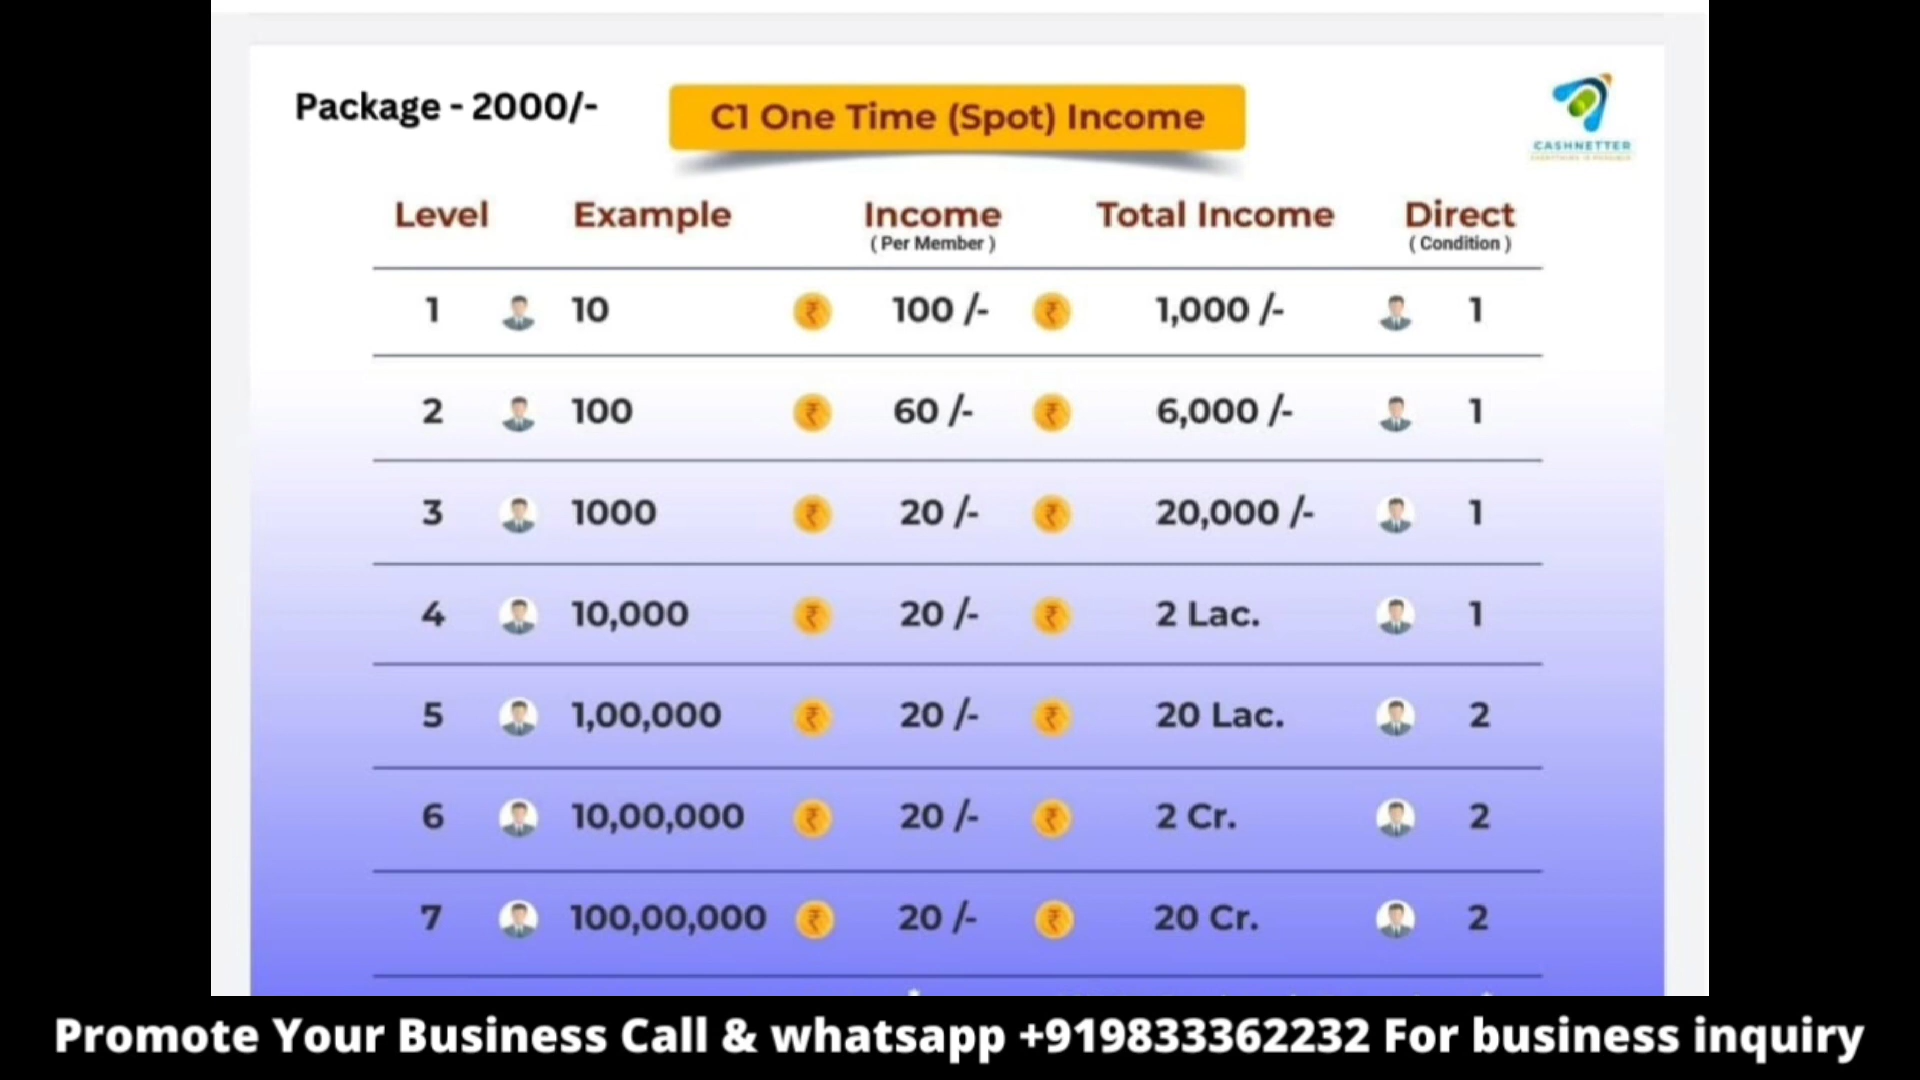 Package - 2000/-
C1 One Time (Spot) Income
CASHNETTER
Level Example Income Total Income Direct
( Per Member ) ( Condition )
1 10 100 /- 1,000 /- 1
2 100 60 /- 6,000 /- 1
3 1000 20 /- 20,000 /- 1
4 10,000 20 /- 2 Lac. 1
5 1,00,000 20 /- 20 Lac. 2
6 10,00,000 20 /- 2 Cr. 2
7 100,00,000 20 /- 20 Cr. 2
Promote Your Business Call & whatsapp +919833362232 For business inquiry